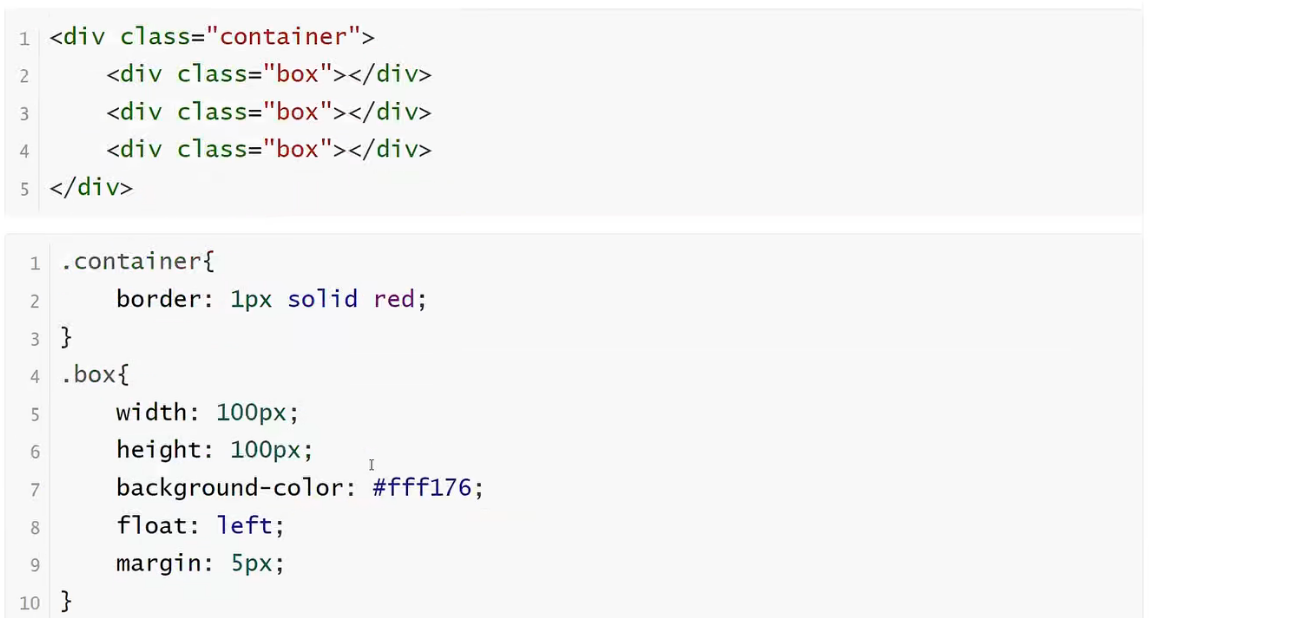 1 <div class="container">
2     <div class="box"></div>
3     <div class="box"></div>
4     <div class="box"></div>
5 </div>
1 .container{
2     border: 1px solid red;
3 }
4 .box{
5     width: 100px;
6     height: 100px;
7     background-color: #fff176;
8     float: left;
9     margin: 5px;
10 }